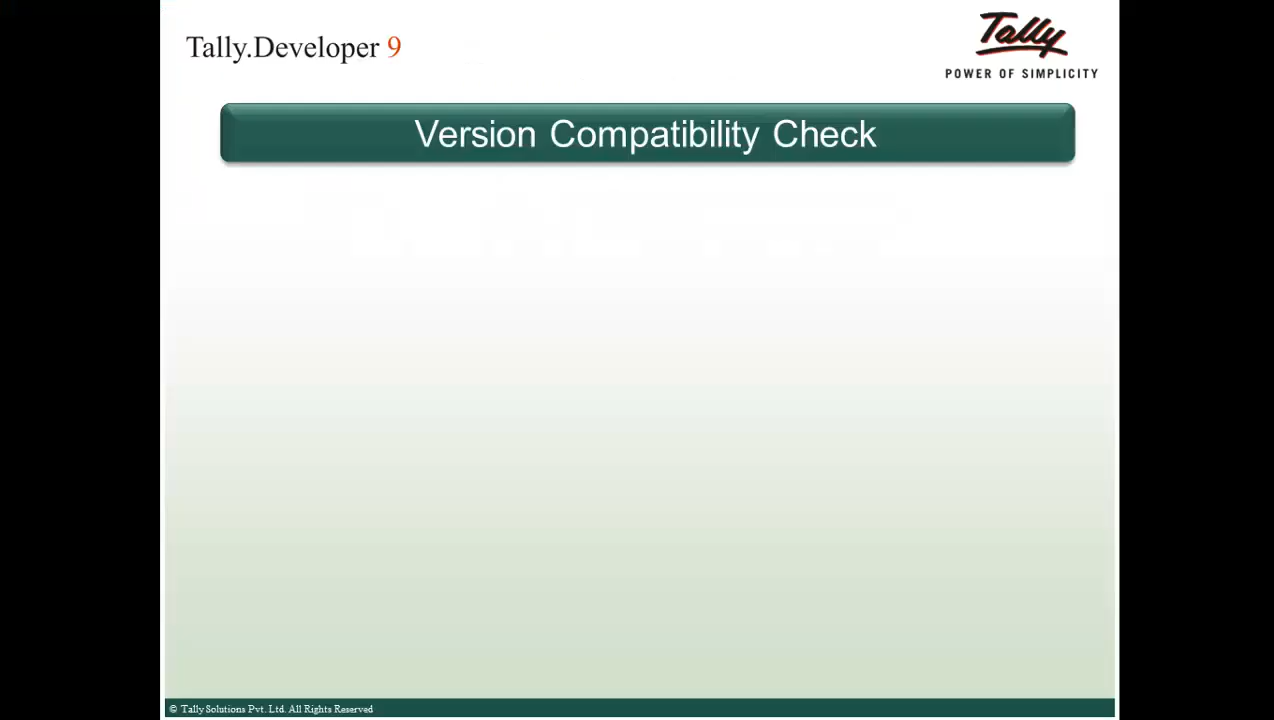 Tally.Developer 9
Tally
POWER OF SIMPLICITY
Version Compatibility Check
© Tally Solutions Pvt. Ltd. All Rights Reserved